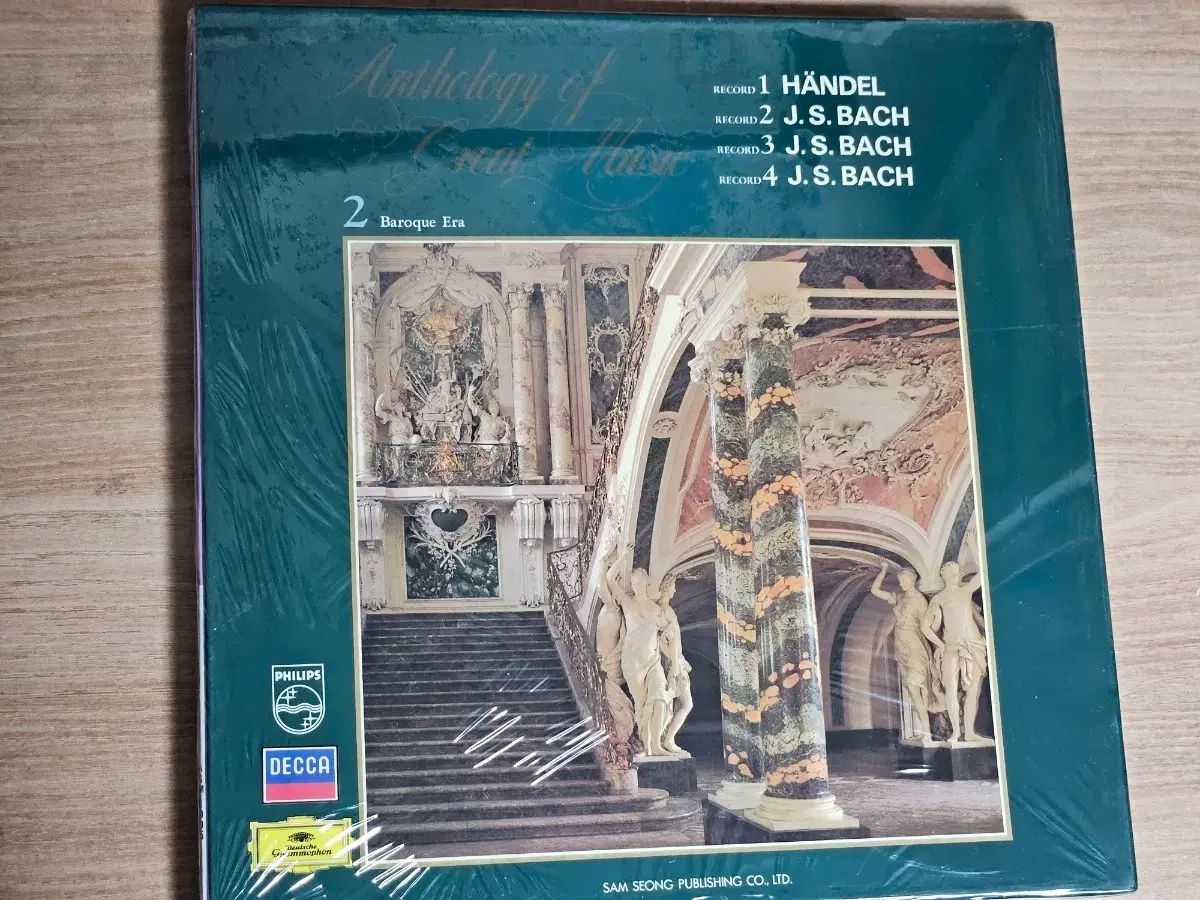 Anthology of
Great Music
RECORD 1 HÄNDEL
RECORD 2 J. S. BACH
RECORD 3 J. S. BACH
RECORD 4 J. S. BACH
2 Baroque Era
PHILIPS
DECCA
Deutsche
Grammophon
SAM SEONG PUBLISHING CO., LTD.